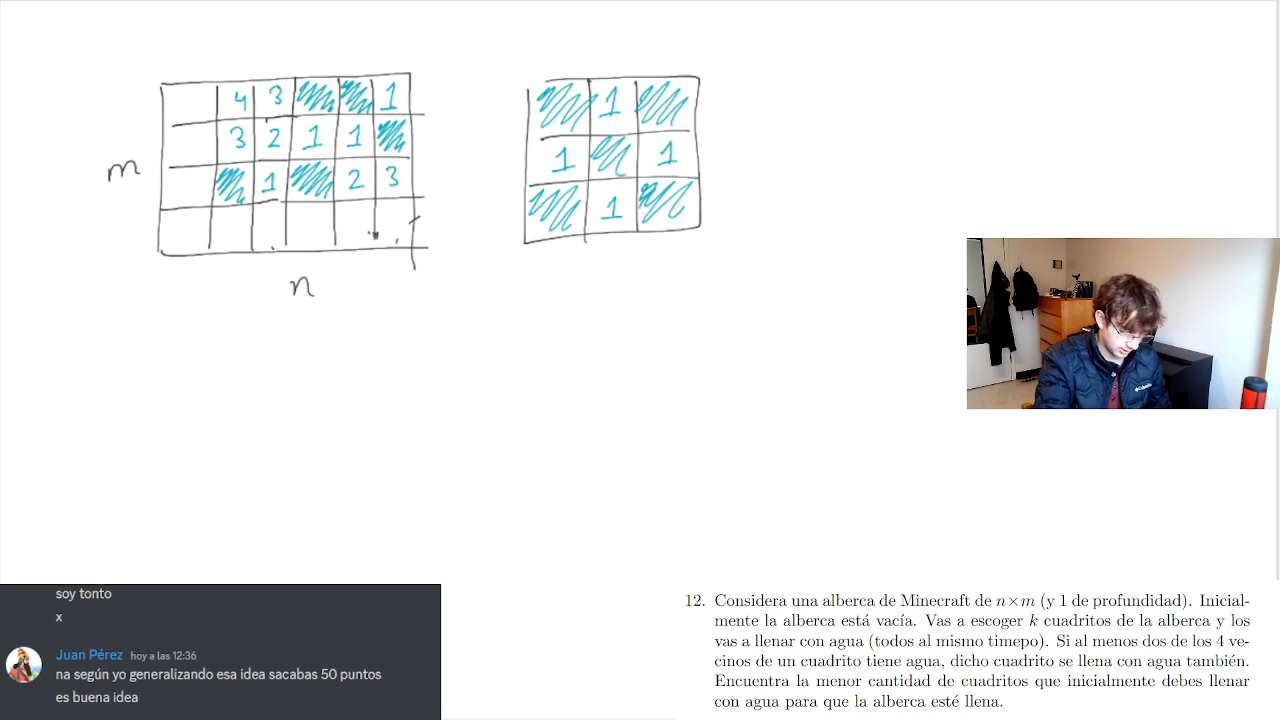 4 3 1
3 2 1 1
1 2 3
m
n
1
1 1
1
soy tonto
x
Juan Pérez hoy a las 12:36
na según yo generalizando esa idea sacabas 50 puntos
es buena idea
12. Considera una alberca de Minecraft de n×m (y 1 de profundidad). Inicial-
mente la alberca está vacía. Vas a escoger k cuadritos de la alberca y los
vas a llenar con agua (todos al mismo timepo). Si al menos dos de los 4 ve-
cinos de un cuadrito tiene agua, dicho cuadrito se llena con agua también.
Encuentra la menor cantidad de cuadritos que inicialmente debes llenar
con agua para que la alberca esté llena.